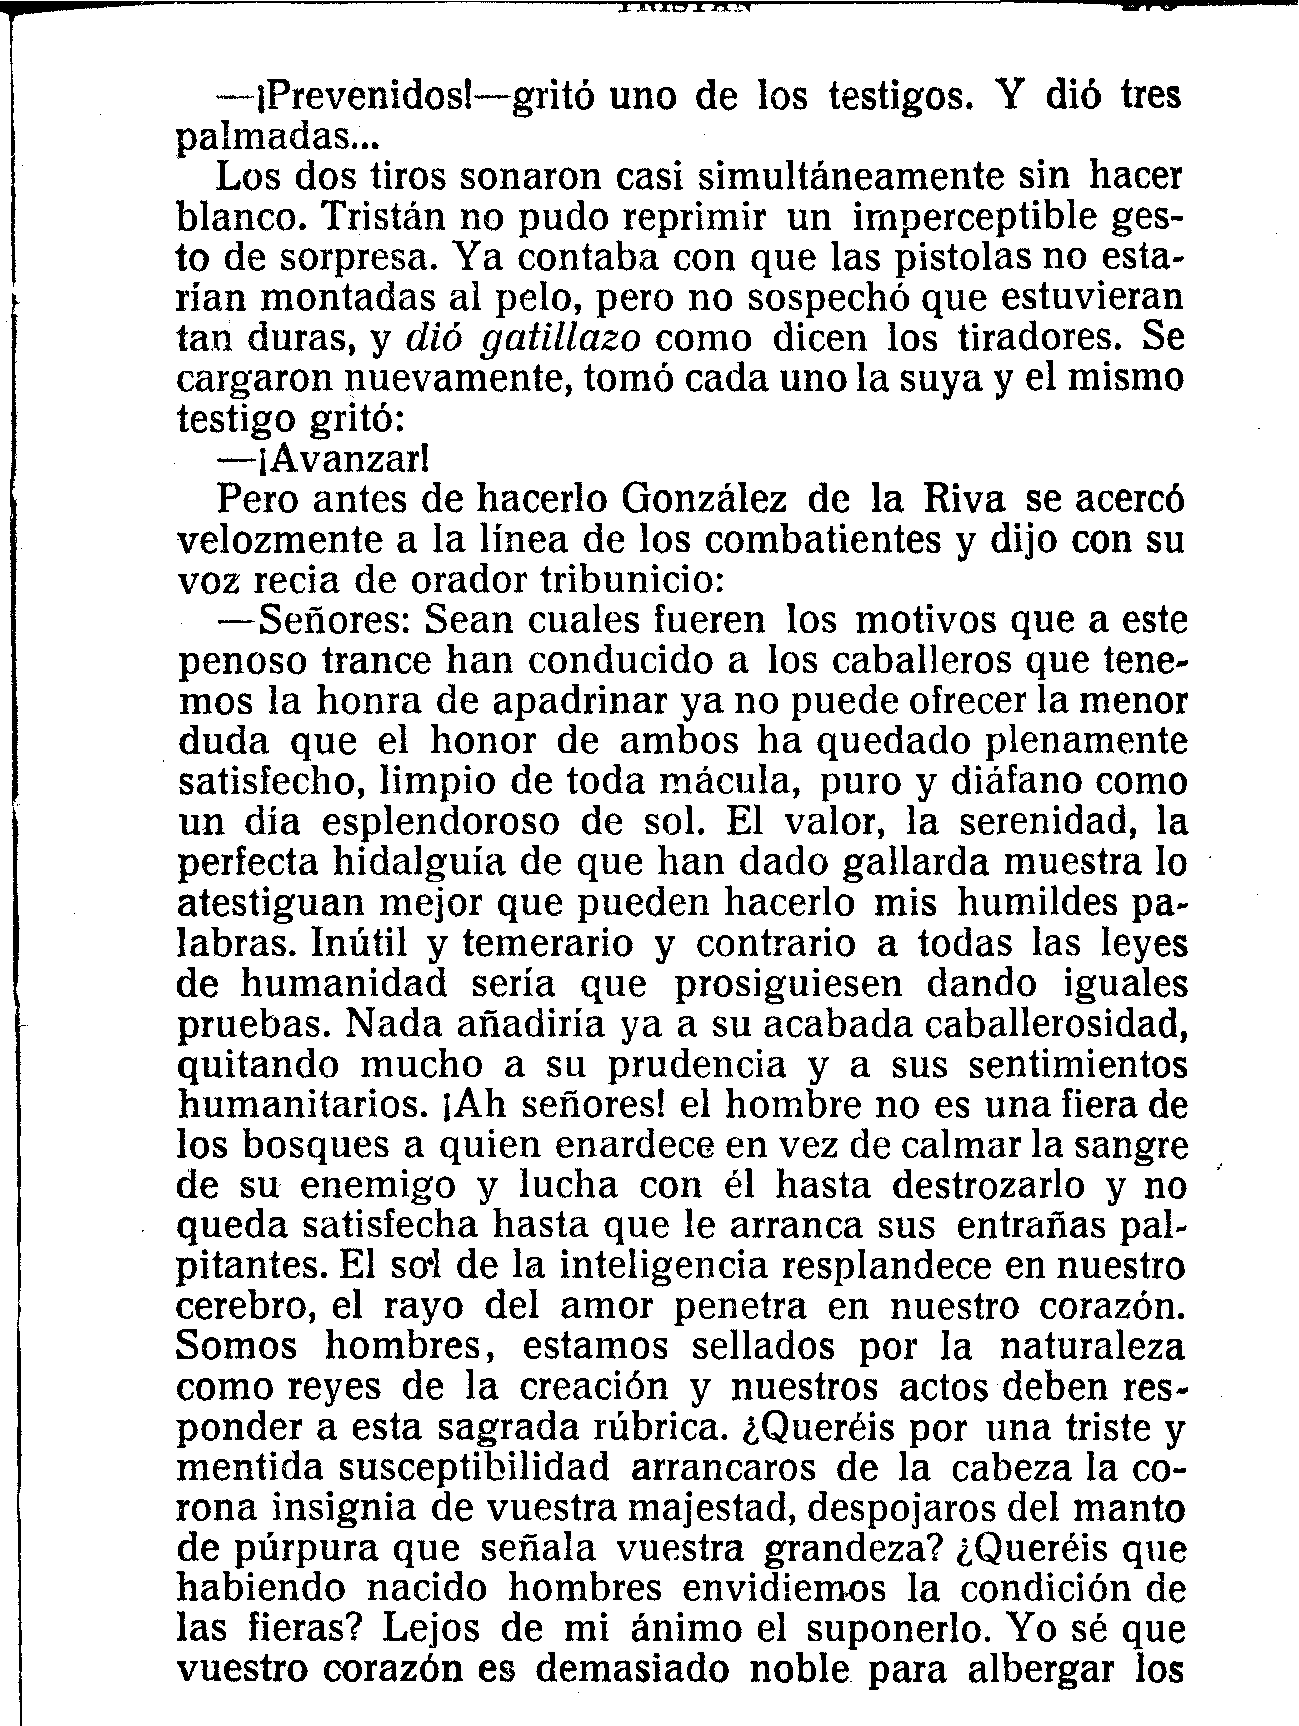 —¡Prevenidos!—gritó uno de los testigos. Y dió tres
palmadas...
Los dos tiros sonaron casi simultáneamente sin hacer
blanco. Tristán no pudo reprimir un imperceptible ges-
to de sorpresa. Ya contaba con que las pistolas no esta-
rían montadas al pelo, pero no sospechó que estuvieran
tan duras, y dió gatillazo como dicen los tiradores. Se
cargaron nuevamente, tomó cada uno la suya y el mismo
testigo gritó:
—¡Avanzar!
Pero antes de hacerlo González de la Riva se acercó
velozmente a la línea de los combatientes y dijo con su
voz recia de orador tribunicio:
—Señores: Sean cuales fueren los motivos que a este
penoso trance han conducido a los caballeros que tene-
mos la honra de apadrinar ya no puede ofrecer la menor
duda que el honor de ambos ha quedado plenamente
satisfecho, limpio de toda mácula, puro y diáfano como
un día esplendoroso de sol. El valor, la serenidad, la
perfecta hidalguía de que han dado gallarda muestra lo
atestiguan mejor que pueden hacerlo mis humildes pa-
labras. Inútil y temerario y contrario a todas las leyes
de humanidad sería que prosiguiesen dando iguales
pruebas. Nada añadiría ya a su acabada caballerosidad,
quitando mucho a su prudencia y a sus sentimientos
humanitarios. ¡Ah señores! el hombre no es una fiera de
los bosques a quien enardece en vez de calmar la sangre
de su enemigo y lucha con él hasta destrozarlo y no
queda satisfecha hasta que le arranca sus entrañas pal-
pitantes. El sol de la inteligencia resplandece en nuestro
cerebro, el rayo del amor penetra en nuestro corazón.
Somos hombres, estamos sellados por la naturaleza
como reyes de la creación y nuestros actos deben res-
ponder a esta sagrada rúbrica. ¿Queréis por una triste y
mentida susceptibilidad arrancaros de la cabeza la co-
rona insignia de vuestra majestad, despojaros del manto
de púrpura que señala vuestra grandeza? ¿Queréis que
habiendo nacido hombres envidiemos la condición de
las fieras? Lejos de mi ánimo el suponerlo. Yo sé que
vuestro corazón es demasiado noble para albergar los